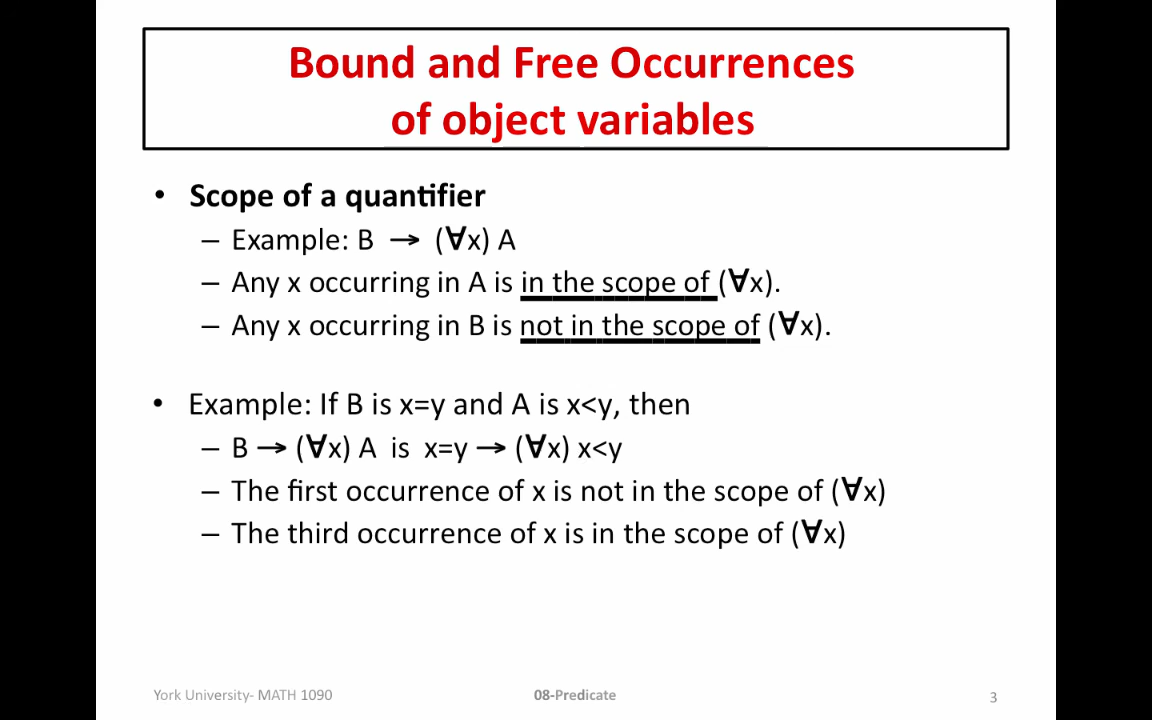 Bound and Free Occurrences
of object variables
• Scope of a quantifier
– Example: B → (∀x) A
– Any x occurring in A is in the scope of (∀x).
– Any x occurring in B is not in the scope of (∀x).
• Example: If B is x=y and A is x<y, then
– B → (∀x) A is x=y → (∀x) x<y
– The first occurrence of x is not in the scope of (∀x)
– The third occurrence of x is in the scope of (∀x)
York University- MATH 1090 08-Predicate 3